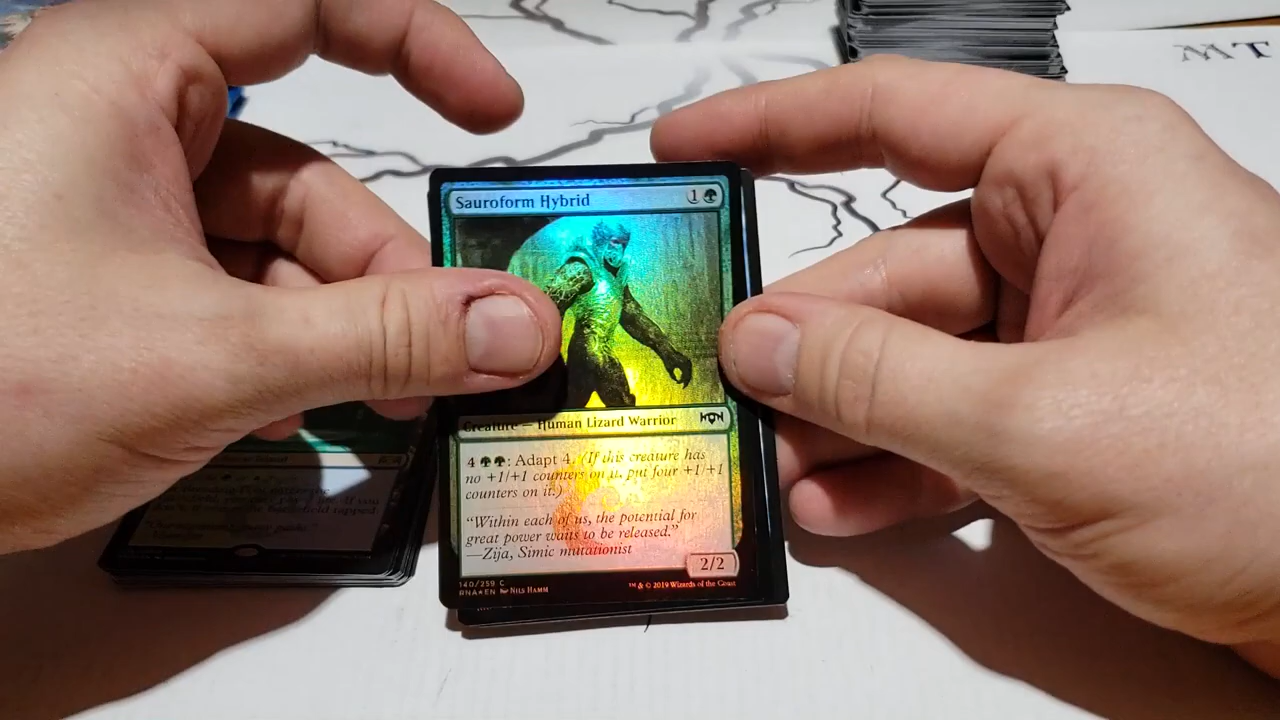 MT
Sauroform Hybrid 1
Creature — Human Lizard Warrior
4 : Adapt 4. (If this creature has
no +1/+1 counters on it, put four +1/+1
counters on it.)
“Within each of us, the potential for
great power waits to be released.”
—Zija, Simic mutationist
2/2
140/259 C
RNA★EN Nils Hamm
™ & © 2019 Wizards of the Coast